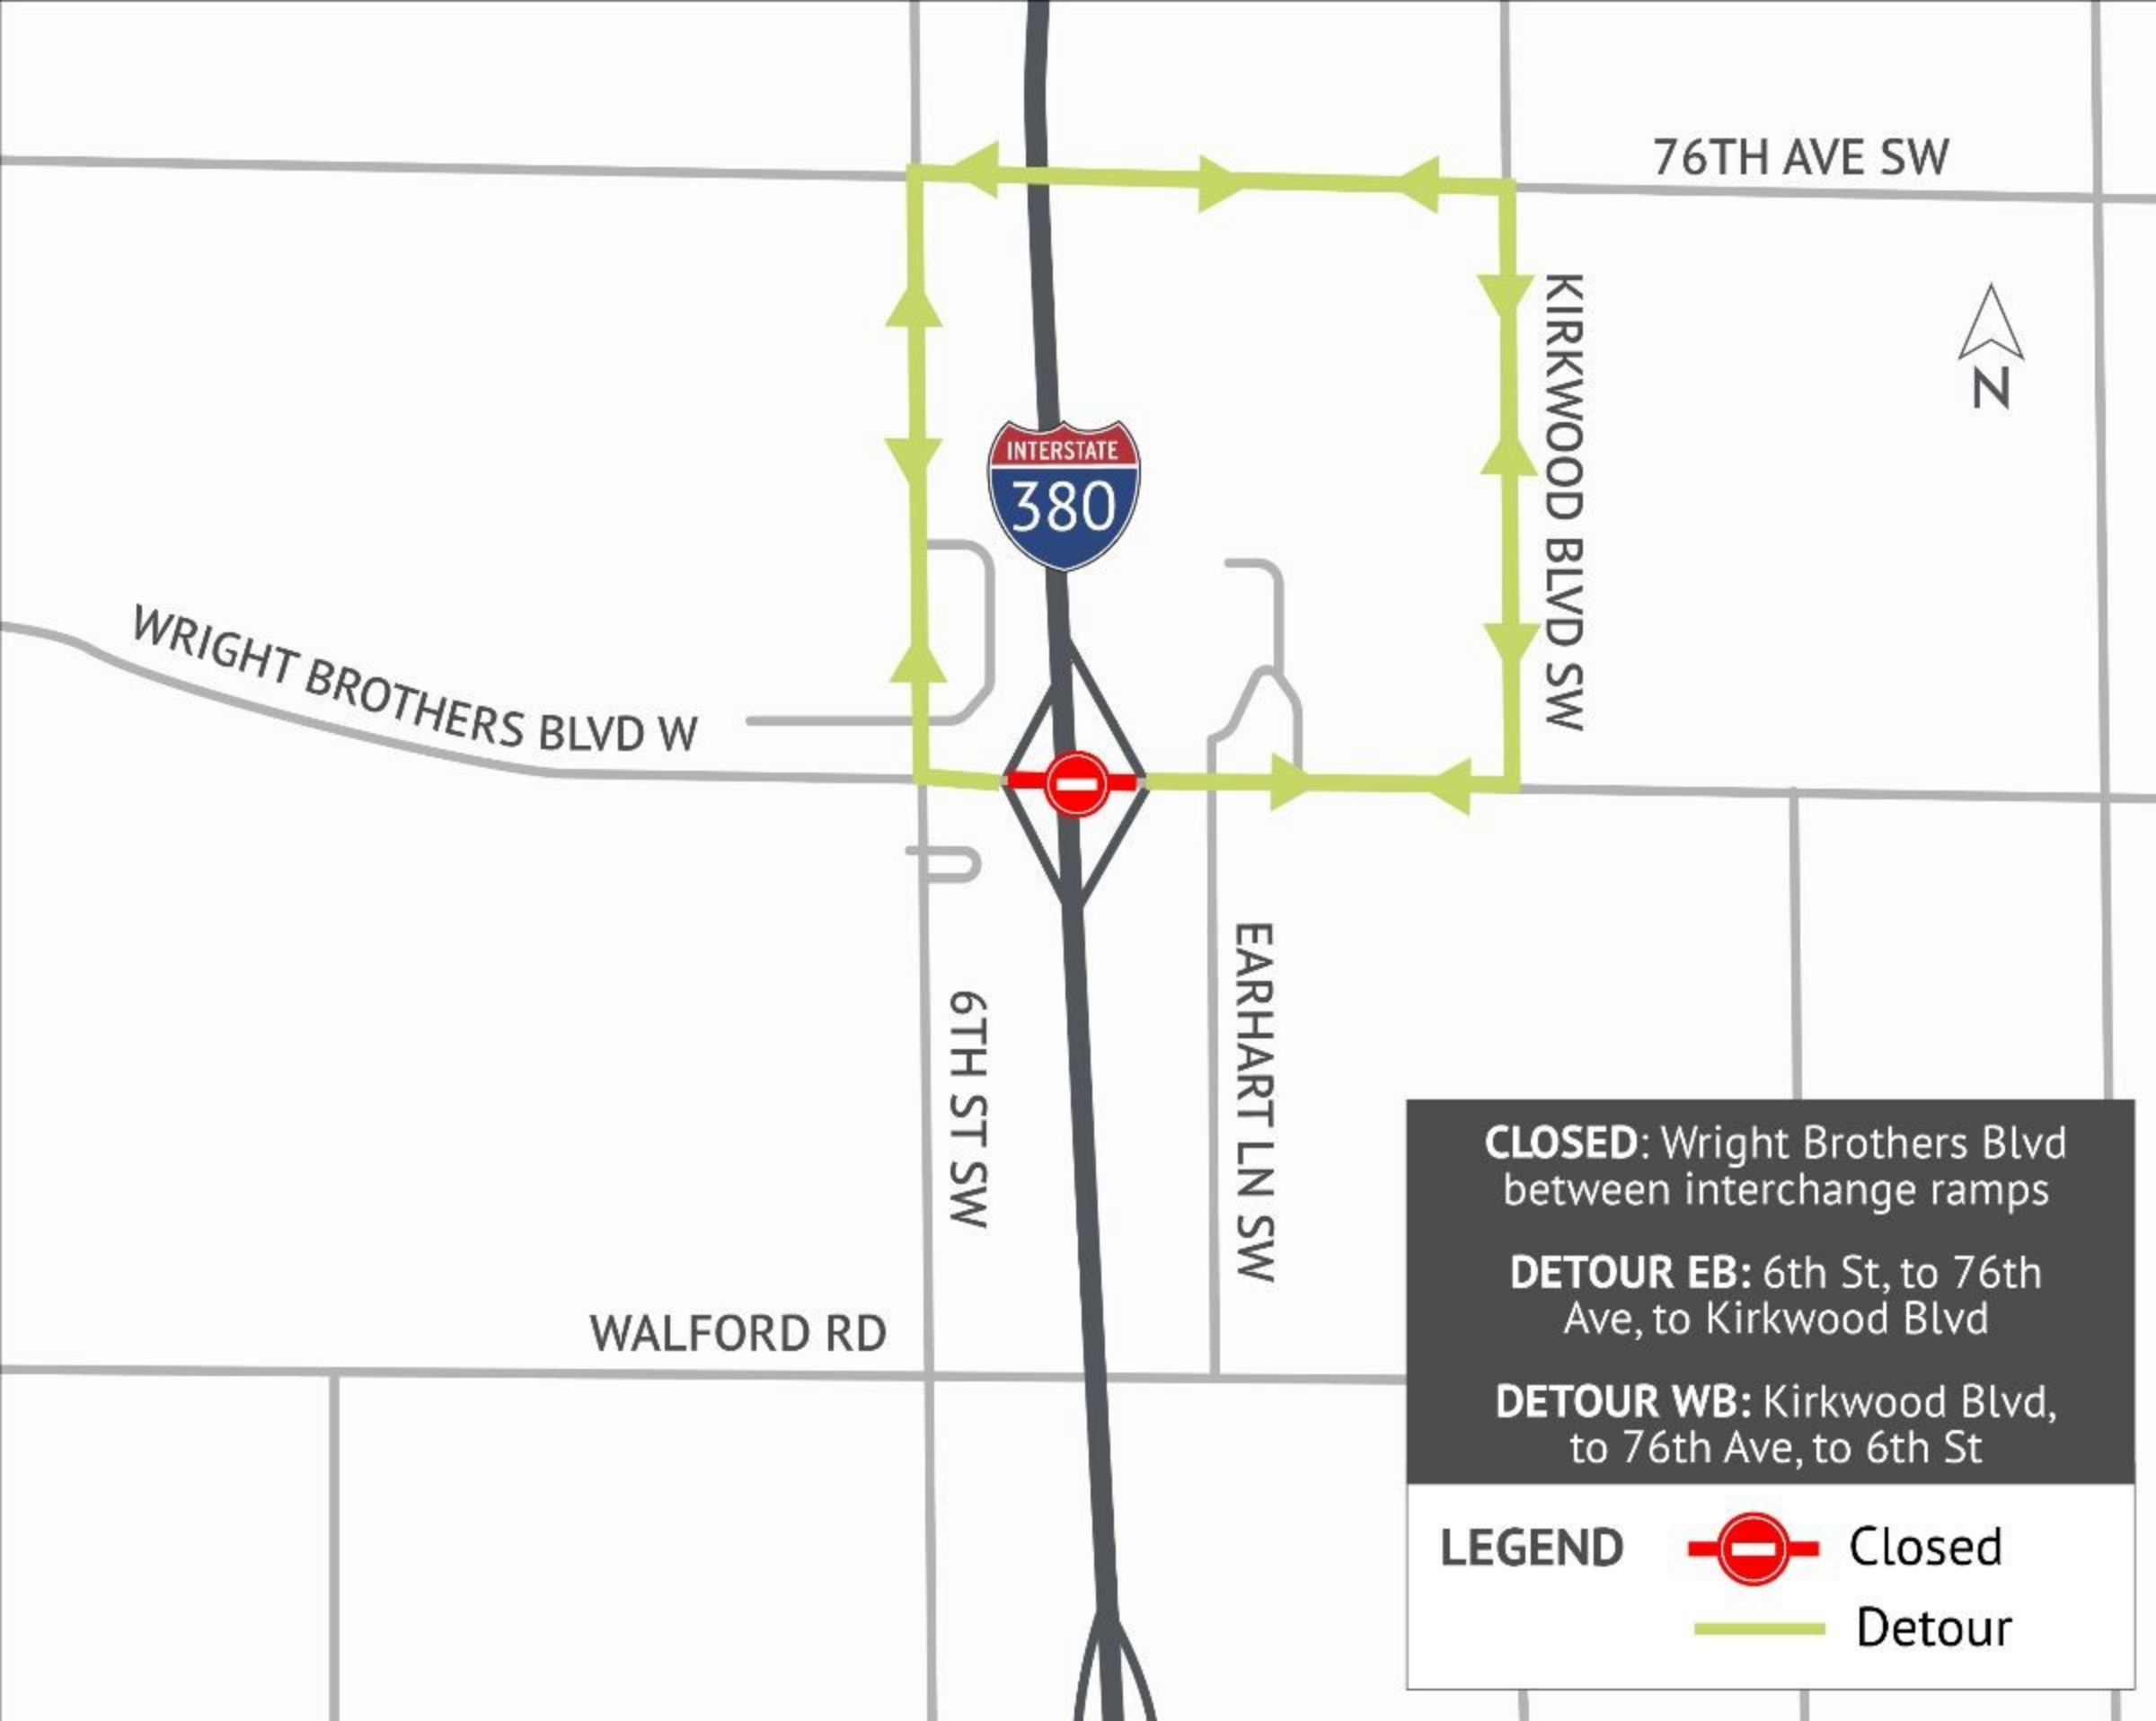 76TH AVE SW
KIRKWOOD BLVD SW
N
INTERSTATE
380
WRIGHT BROTHERS BLVD W
6TH ST SW
EARHART LN SW
WALFORD RD
CLOSED: Wright Brothers Blvd
between interchange ramps
DETOUR EB: 6th St, to 76th
Ave, to Kirkwood Blvd
DETOUR WB: Kirkwood Blvd,
to 76th Ave, to 6th St
LEGEND
Closed
Detour